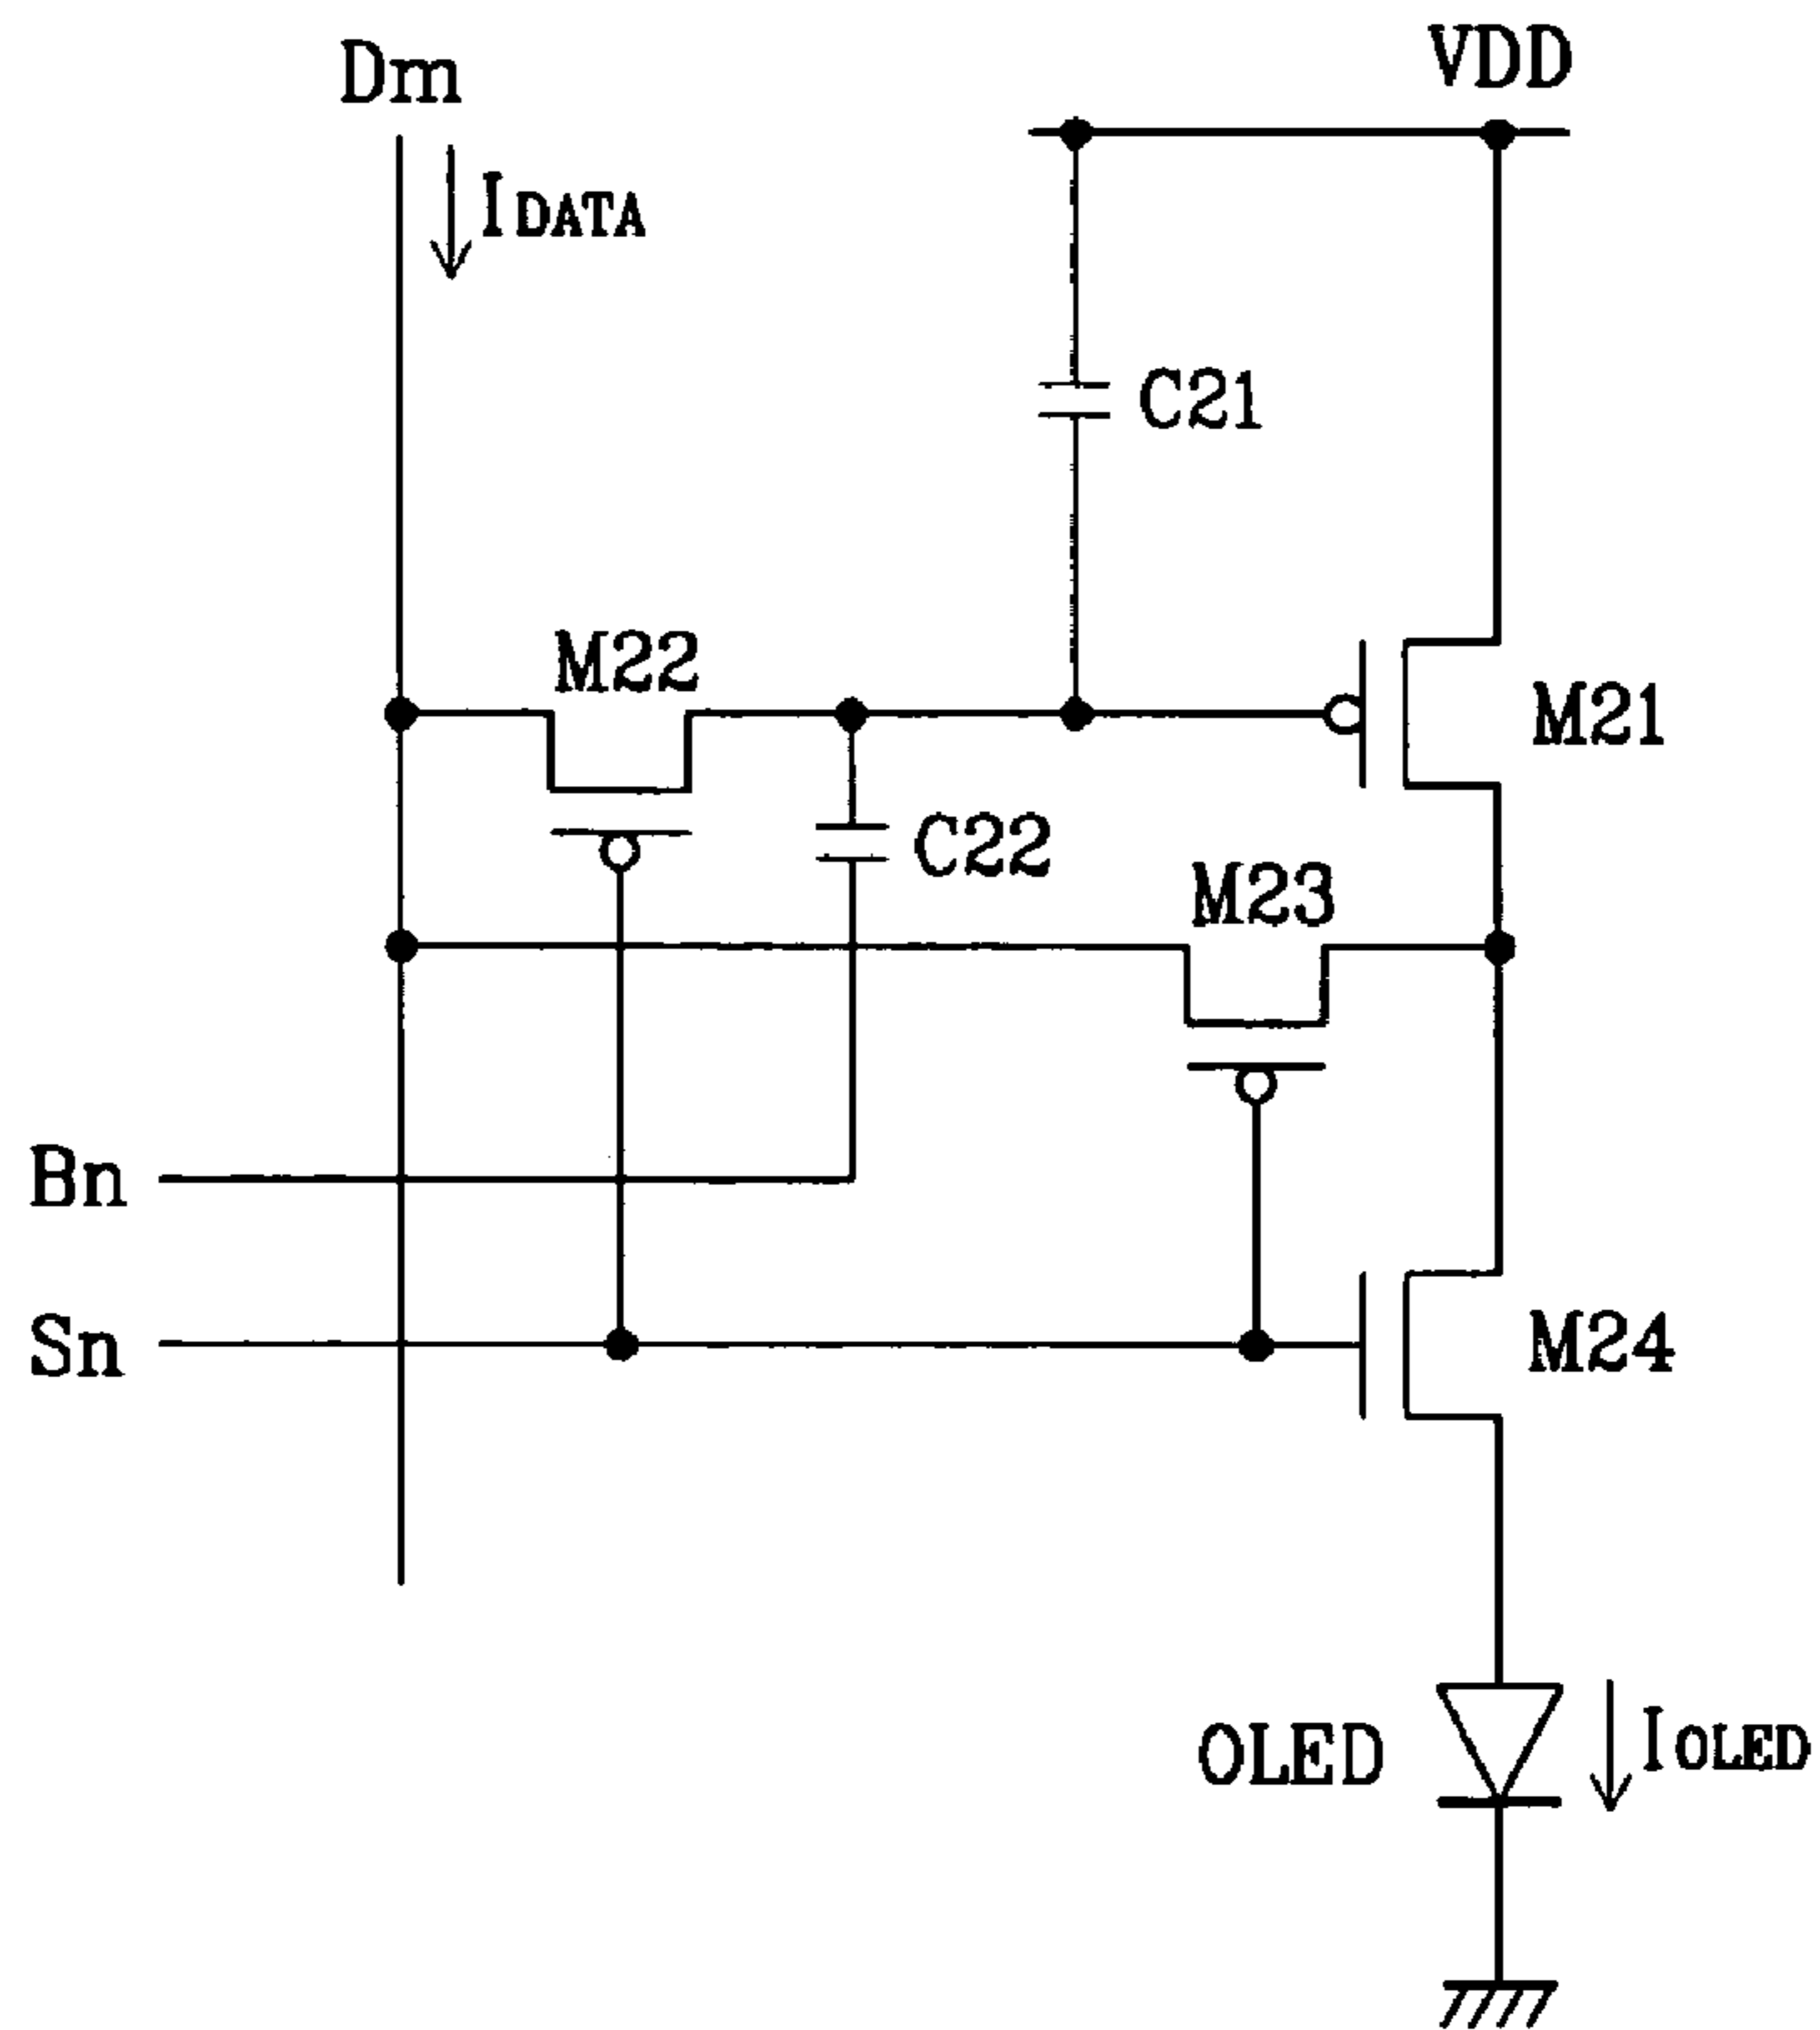 Dm
VDD
IDATA
C21
M22
M21
C22
M23
Bn
Sn
M24
OLED
IOLED